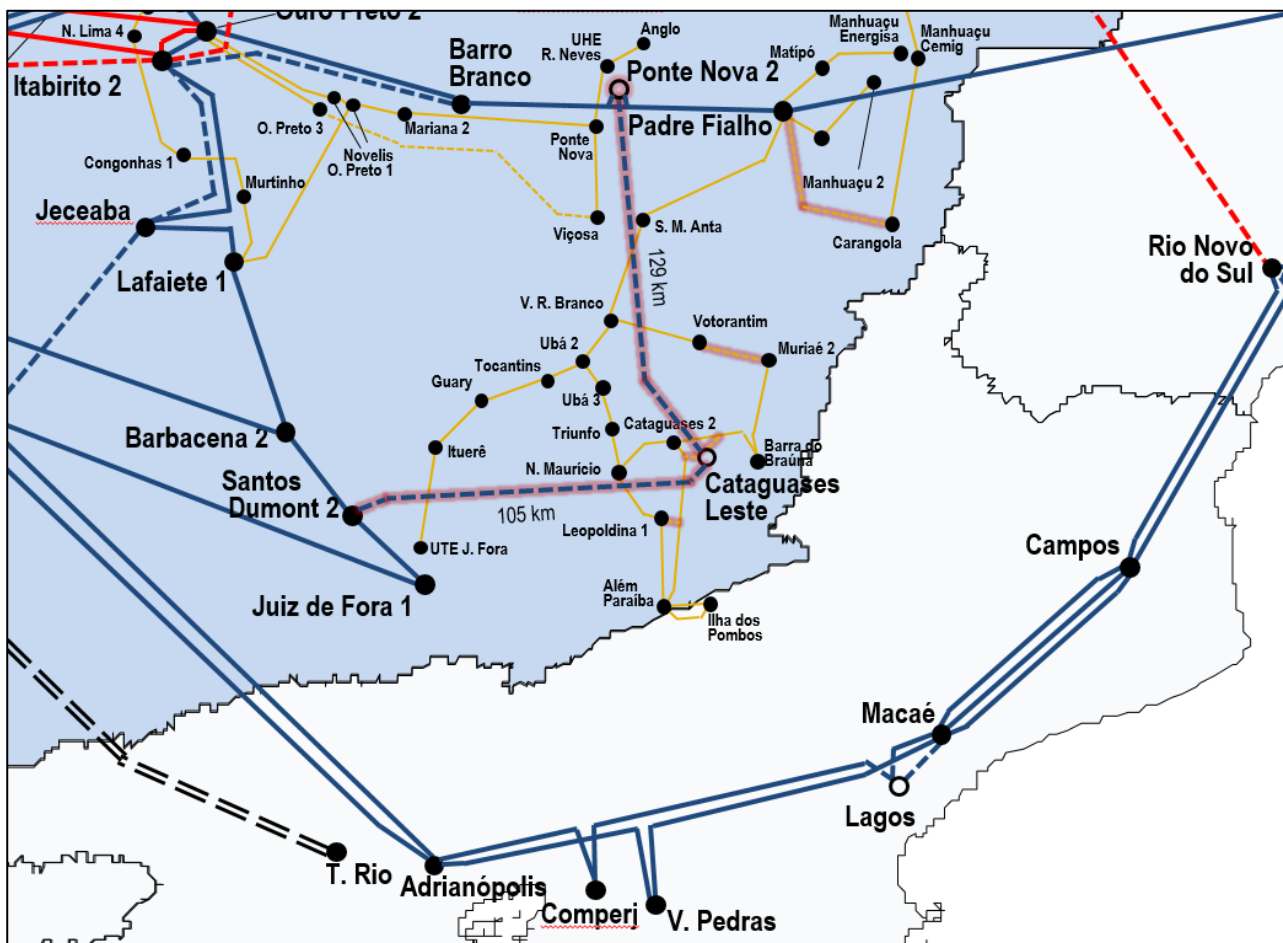 Ouro Preto 2
N. Lima 4
Itabirito 2
Barro
Branco
UHE
R. Neves
Anglo
Ponte Nova 2
Matipó
Manhuaçu
Energisa
Manhuaçu
Cemig
O. Preto 3
Novelis
O. Preto 1
Mariana 2
Ponte
Nova
Padre Fialho
Manhuaçu 2
Congonhas 1
Murtinho
Jeceaba
Viçosa
S. M. Anta
Carangola
Lafaiete 1
129 km
Rio Novo
do Sul
V. R. Branco
Votorantim
Muriaé 2
Ubá 2
Tocantins
Guary
Ubá 3
Triunfo
Cataguases 2
Barbacena 2
Ituerê
N. Maurício
Barra do
Braúna
Santos
Dumont 2
105 km
Cataguases
Leste
Leopoldina 1
UTE J. Fora
Campos
Juiz de Fora 1
Além
Paraíba
Ilha dos
Pombos
Macaé
Lagos
T. Rio
Adrianópolis
Comperj
V. Pedras